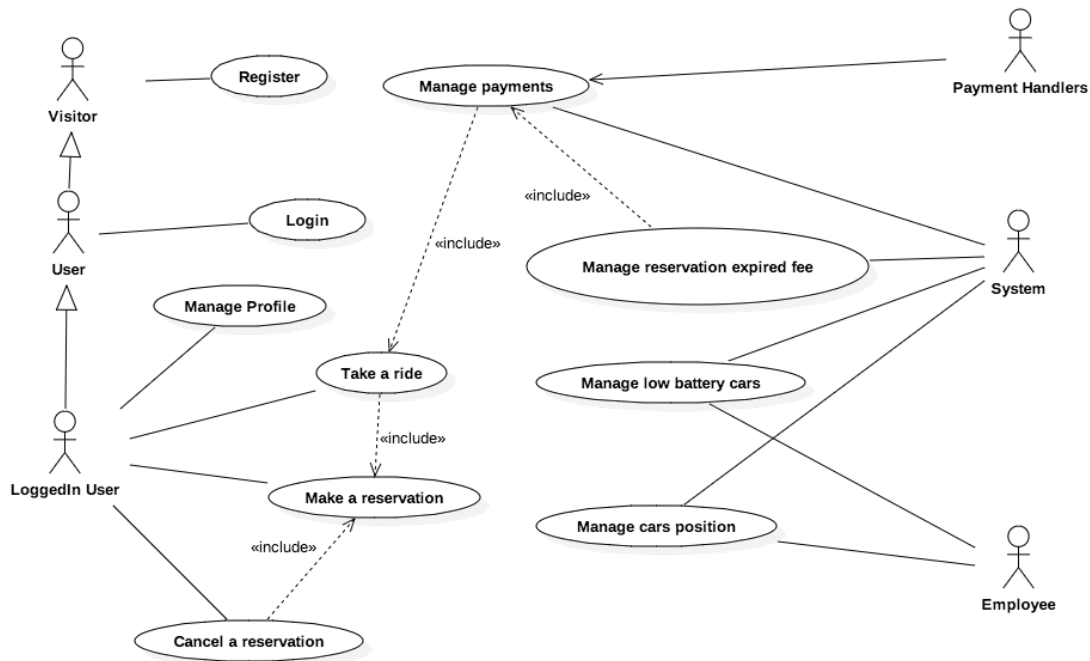 Visitor
Register
Manage payments
Payment Handlers
«include»
User
Login
«include»
Manage reservation expired fee
System
Manage Profile
Take a ride
Manage low battery cars
«include»
LoggedIn User
Make a reservation
Manage cars position
«include»
Employee
Cancel a reservation